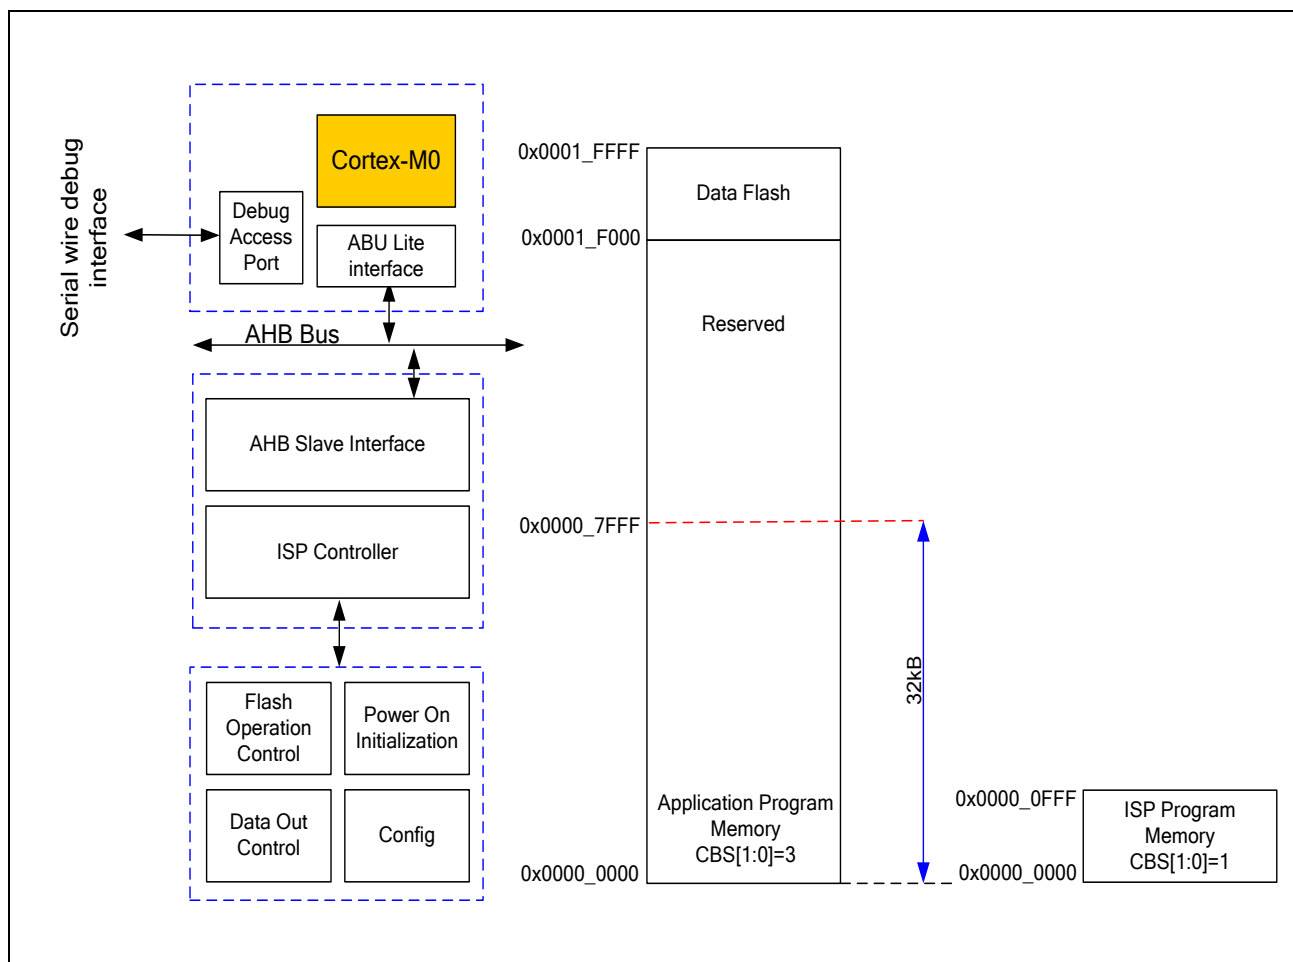 Serial wire debug
interface
Cortex-M0
Debug
Access
Port
ABU Lite
interface
AHB Bus
AHB Slave Interface
ISP Controller
Flash
Operation
Control
Power On
Initialization
Data Out
Control
Config
0x0001_FFFF
Data Flash
0x0001_F000
Reserved
0x0000_7FFF
32kB
Application Program
Memory
CBS[1:0]=3
0x0000_0000
0x0000_0FFF
ISP Program
Memory
CBS[1:0]=1
0x0000_0000